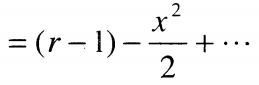 = (r − 1) − x²/2 + ⋯